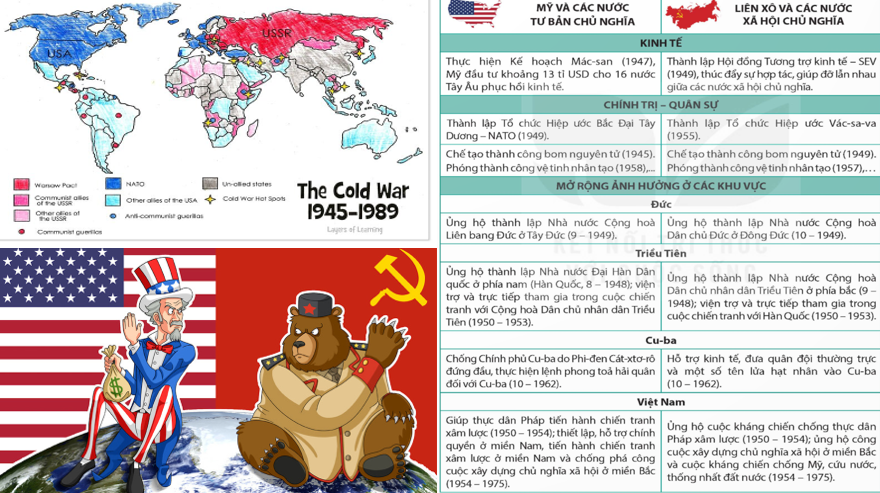 USA
USSR
Warsaw Pact
NATO
Un-allied states
Communist allies
of the USSR
Other allies of the USA
Cold War Hot Spots
Other allies of
the USSR
Anti-communist guerillas
Communist guerillas
The Cold War
1945-1989
Layers of Learning
$
MỸ VÀ CÁC NƯỚC
TƯ BẢN CHỦ NGHĨA
LIÊN XÔ VÀ CÁC NƯỚC
XÃ HỘI CHỦ NGHĨA
KINH TẾ
Thực hiện Kế hoạch Mác-san (1947),
Mỹ đầu tư khoảng 13 tỉ USD cho 16 nước
Tây Âu phục hồi kinh tế.
Thành lập Hội đồng Tương trợ kinh tế – SEV
(1949), thúc đẩy sự hợp tác, giúp đỡ lẫn nhau
giữa các nước xã hội chủ nghĩa.
CHÍNH TRỊ – QUÂN SỰ
Thành lập Tổ chức Hiệp ước Bắc Đại Tây
Dương – NATO (1949).
Thành lập Tổ chức Hiệp ước Vác-sa-va
(1955).
Chế tạo thành công bom nguyên tử (1945).
Phóng thành công vệ tinh nhân tạo (1958),...
Chế tạo thành công bom nguyên tử (1949).
Phóng thành công vệ tinh nhân tạo (1957),...
MỞ RỘNG ẢNH HƯỞNG Ở CÁC KHU VỰC
Đức
Ủng hộ thành lập Nhà nước Cộng hoà
Liên bang Đức ở Tây Đức (9 – 1949).
Ủng hộ thành lập Nhà nước Cộng hoà
Dân chủ Đức ở Đông Đức (10 – 1949).
KẾT NỐI TRI THỨC
Triều Tiên
Ủng hộ thành lập Nhà nước Đại Hàn Dân
quốc ở phía nam (Hàn Quốc, 8 – 1948); viện
trợ và trực tiếp tham gia trong cuộc chiến
tranh với Cộng hoà Dân chủ nhân dân Triều
Tiên (1950 – 1953).
Ủng hộ thành lập Nhà nước Cộng hoà
Dân chủ nhân dân Triều Tiên ở phía bắc (9 –
1948); viện trợ và trực tiếp tham gia trong
cuộc chiến tranh với Hàn Quốc (1950 – 1953).
Cu-ba
Chống Chính phủ Cu-ba do Phi-đen Cát-xtơ-rô
đứng đầu, thực hiện lệnh phong toả hải quân
đối với Cu-ba (10 – 1962).
Hỗ trợ kinh tế, đưa quân đội thường trực
và một số tên lửa hạt nhân vào Cu-ba
(10 – 1962).
Việt Nam
Giúp thực dân Pháp tiến hành chiến tranh
xâm lược (1950 – 1954); thiết lập, hỗ trợ chính
quyền ở miền Nam, tiến hành chiến tranh
xâm lược ở miền Nam và chống phá công
cuộc xây dựng chủ nghĩa xã hội ở miền Bắc
(1954 – 1975).
Ủng hộ cuộc kháng chiến chống thực dân
Pháp xâm lược (1950 – 1954); ủng hộ công
cuộc xây dựng chủ nghĩa xã hội ở miền Bắc
và cuộc kháng chiến chống Mỹ, cứu nước,
thống nhất đất nước (1954 – 1975).